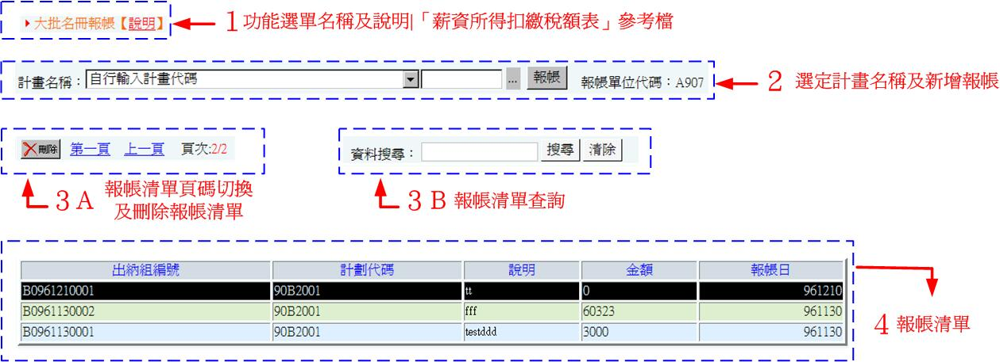 大批名冊報帳【說明】
1 功能選單名稱及說明|「薪資所得扣繳稅額表」參考檔
計畫名稱：自行輸入計畫代碼 ... 報帳 報帳單位代碼：A907
2 選定計畫名稱及新增報帳
刪除 第一頁 上一頁 頁次:2/2
資料搜尋： 搜尋 清除
3 A 報帳清單頁碼切換
及刪除報帳清單
3 B 報帳清單查詢
出納組編號 計劃代碼 說明 金額 報帳日
B0961210001 90B2001 tt 0 961210
B0961130002 90B2001 fff 60323 961130
B0961130001 90B2001 testddd 3000 961130
4 報帳清單